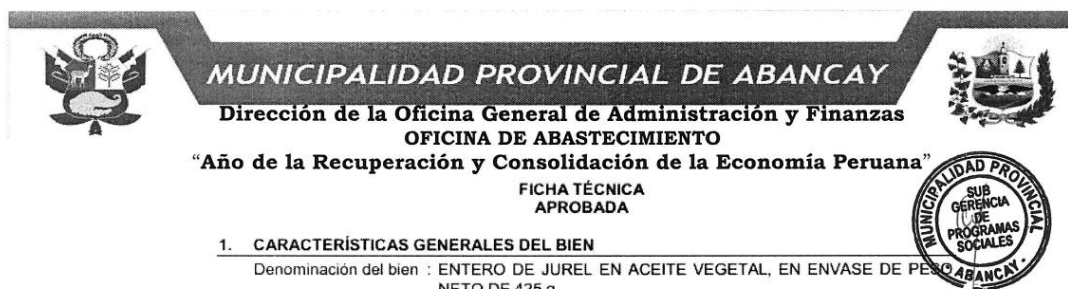 MUNICIPALIDAD PROVINCIAL DE ABANCAY
Dirección de la Oficina General de Administración y Finanzas
OFICINA DE ABASTECIMIENTO
“Año de la Recuperación y Consolidación de la Economía Peruana”
FICHA TÉCNICA
APROBADA
MUNICIPALIDAD PROVINCIAL
SUB
GERENCIA
DE
PROGRAMAS
SOCIALES
ABANCAY
1. CARACTERÍSTICAS GENERALES DEL BIEN
Denominación del bien : ENTERO DE JUREL EN ACEITE VEGETAL, EN ENVASE DE PESO
NETO DE 425 g